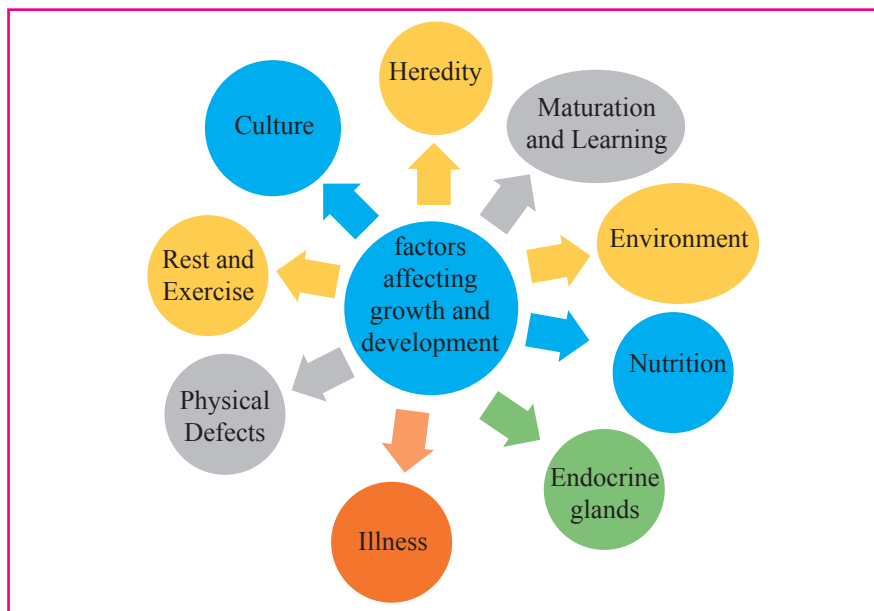 Heredity
Maturation
and Learning
Environment
Nutrition
Endocrine
glands
Illness
Physical
Defects
Rest and
Exercise
Culture
factors
affecting
growth and
development